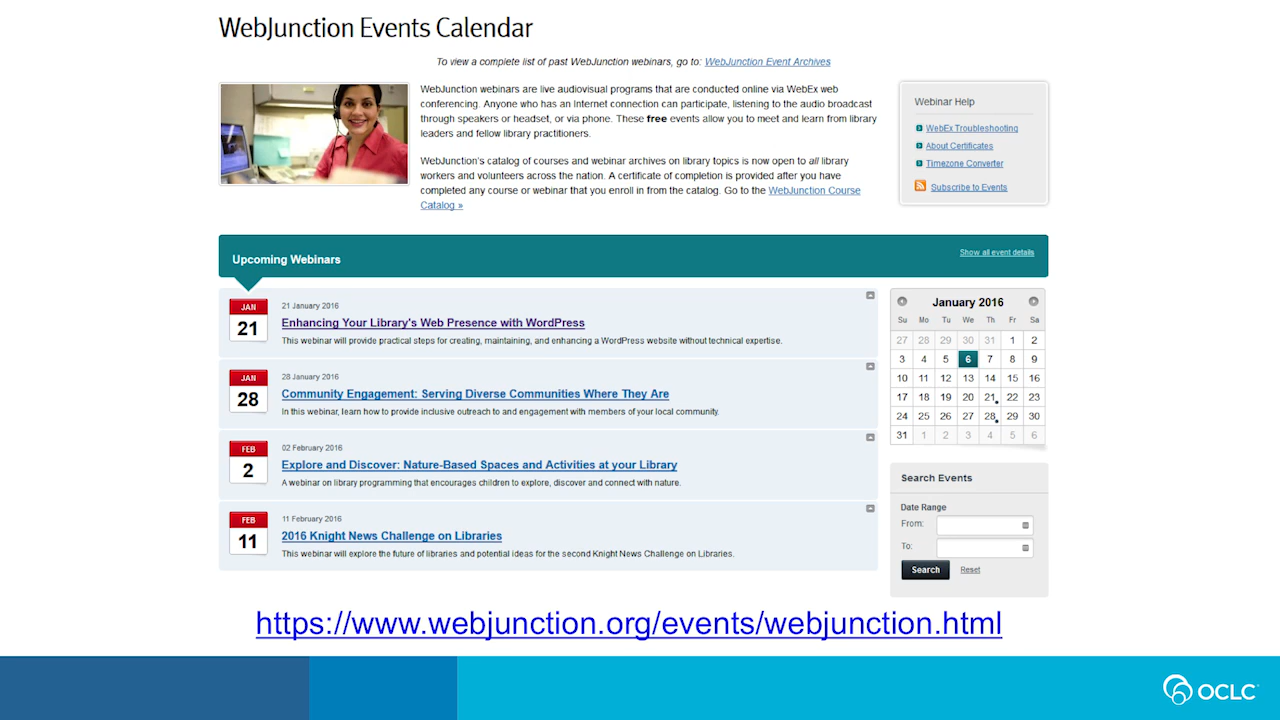 WebJunction Events Calendar
To view a complete list of past WebJunction webinars, go to: WebJunction Event Archives
WebJunction webinars are live audiovisual programs that are conducted online via WebEx web
conferencing. Anyone who has an Internet connection can participate, listening to the audio broadcast
through speakers or headset, or via phone. These free events allow you to meet and learn from library
leaders and fellow library practitioners.
WebJunction's catalog of courses and webinar archives on library topics is now open to all library
workers and volunteers across the nation. A certificate of completion is provided after you have
completed any course or webinar that you enroll in from the catalog. Go to the WebJunction Course
Catalog »
Webinar Help
WebEx Troubleshooting
About Certificates
Timezone Converter
Subscribe to Events
Upcoming Webinars
Show all event details
JAN
21
21 January 2016
Enhancing Your Library's Web Presence with WordPress
This webinar will provide practical steps for creating, maintaining, and enhancing a WordPress website without technical expertise.
JAN
28
28 January 2016
Community Engagement: Serving Diverse Communities Where They Are
In this webinar, learn how to provide inclusive outreach to and engagement with members of your local community.
FEB
2
02 February 2016
Explore and Discover: Nature-Based Spaces and Activities at your Library
A webinar on library programming that encourages children to explore, discover and connect with nature.
FEB
11
11 February 2016
2016 Knight News Challenge on Libraries
This webinar will explore the future of libraries and potential ideas for the second Knight News Challenge on Libraries.
January 2016
Su Mo Tu We Th Fr Sa
27 28 29 30 31 1 2
3 4 5 6 7 8 9
10 11 12 13 14 15 16
17 18 19 20 21 22 23
24 25 26 27 28 29 30
31 1 2 3 4 5 6
Search Events
Date Range
From:
To:
Search Reset
https://www.webjunction.org/events/webjunction.html
OCLC